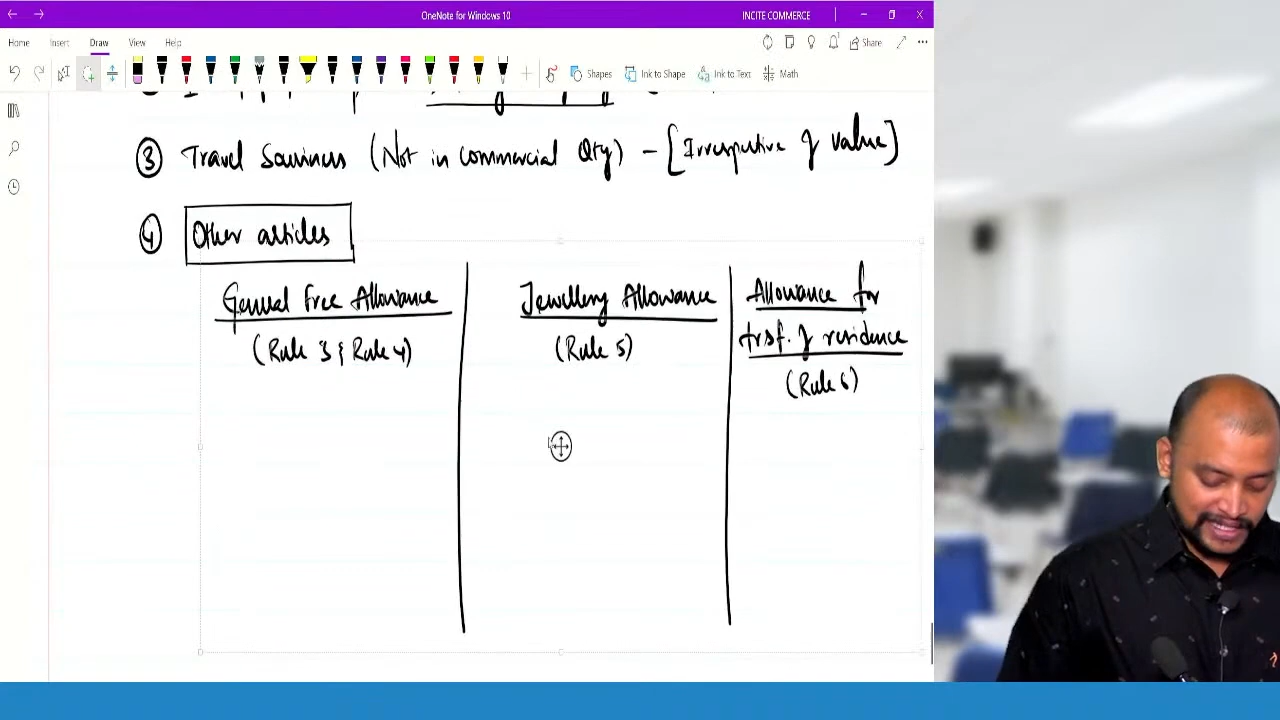 OneNote for Windows 10
INCITE COMMERCE
Home Insert Draw View Help
Share
Shapes Ink to Shape Ink to Text Math
③ Travel Souviners (Not in commercial Qty) - [Irrespective of value]
④ Other articles
General Free Allowance
(Rule 3 & Rule 4)
Jewellery Allowance
(Rule 5)
Allowance for
trsf. of residence
(Rule 6)